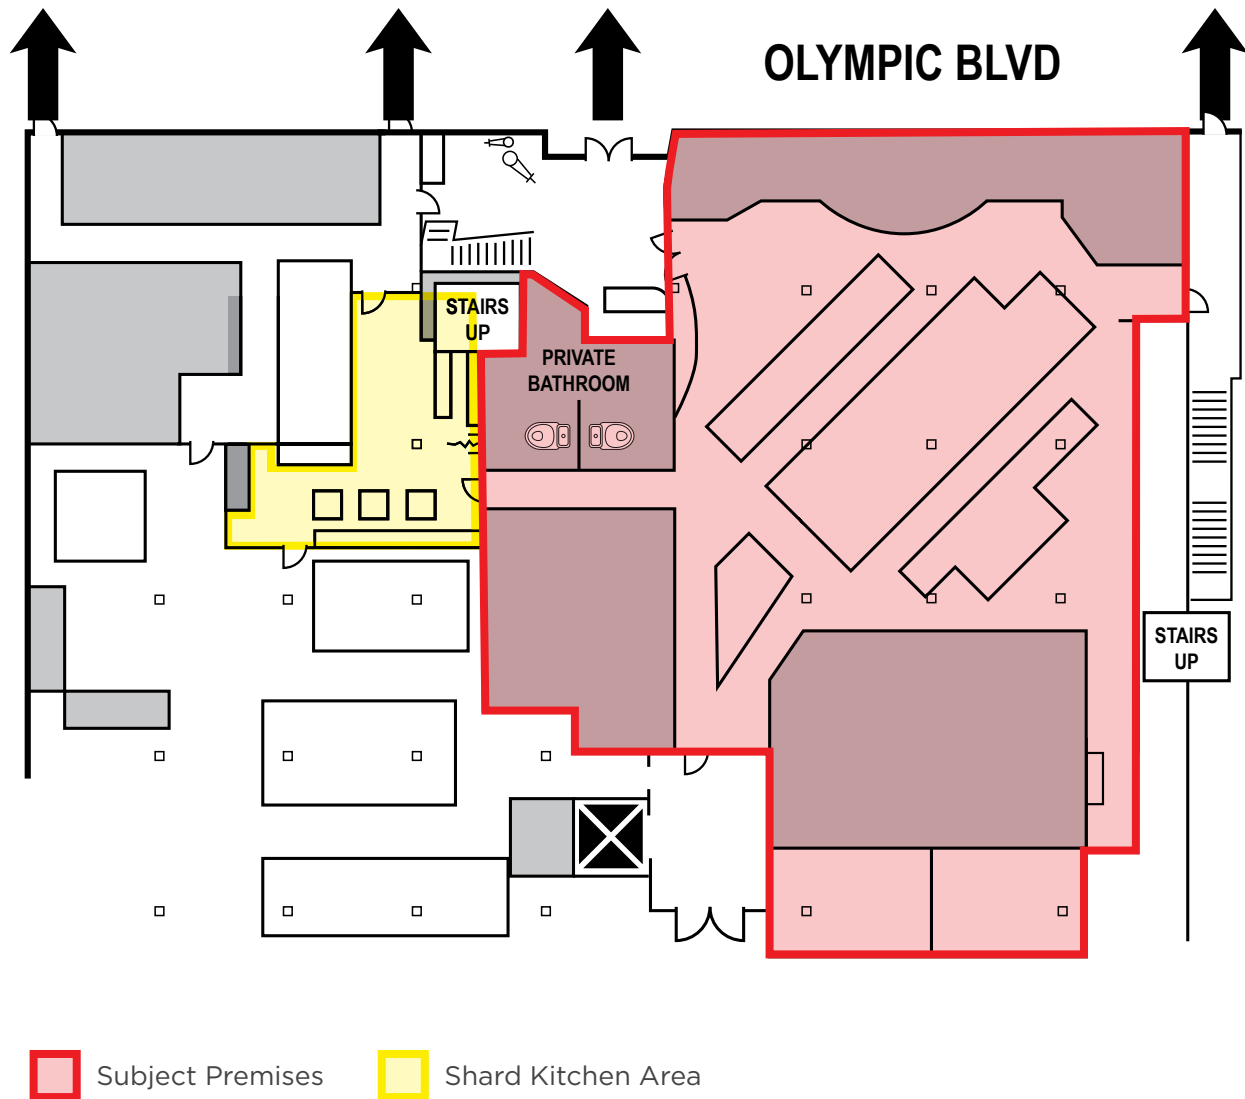 OLYMPIC BLVD
STAIRS
UP
PRIVATE
BATHROOM
STAIRS
UP
Subject Premises
Shard Kitchen Area